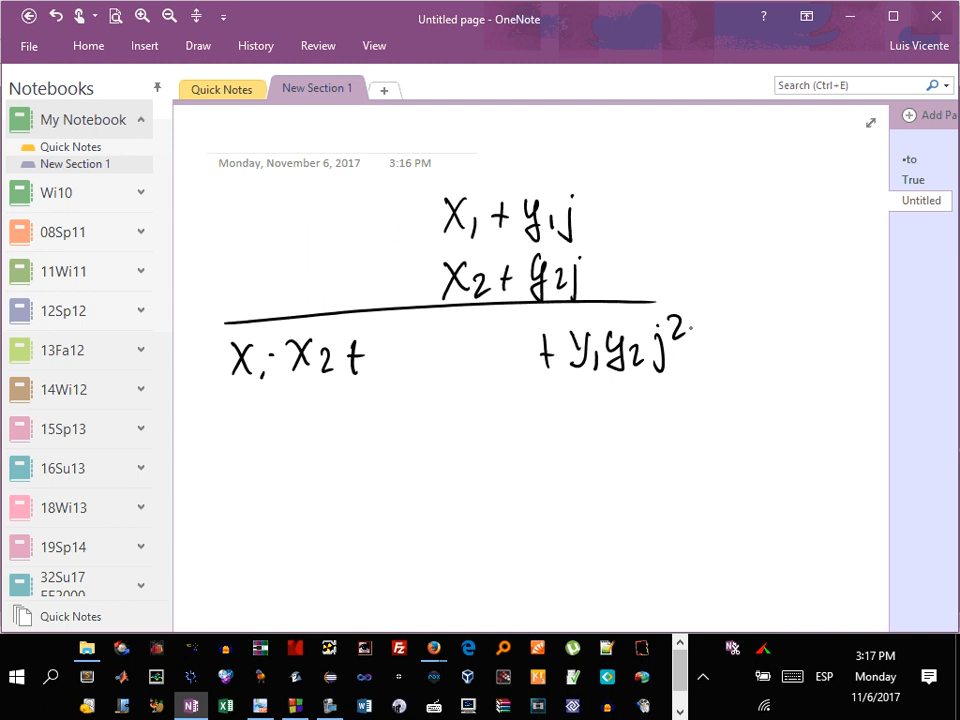 Untitled page - OneNote
?
File Home Insert Draw History Review View Luis Vicente
Notebooks
Quick Notes New Section 1 +
Search (Ctrl+E)
My Notebook
Add Pa
Quick Notes
New Section 1
Monday, November 6, 2017 3:16 PM
•to
True
Untitled
Wi10
08Sp11
11Wi11
12Sp12
13Fa12
14Wi12
15Sp13
16Su13
18Wi13
19Sp14
32Su17
EE2000
Quick Notes
x₁ + y₁j
x₂ + y₂j
x₁·x₂ + + y₁y₂j²
3:17 PM
ESP Monday
11/6/2017